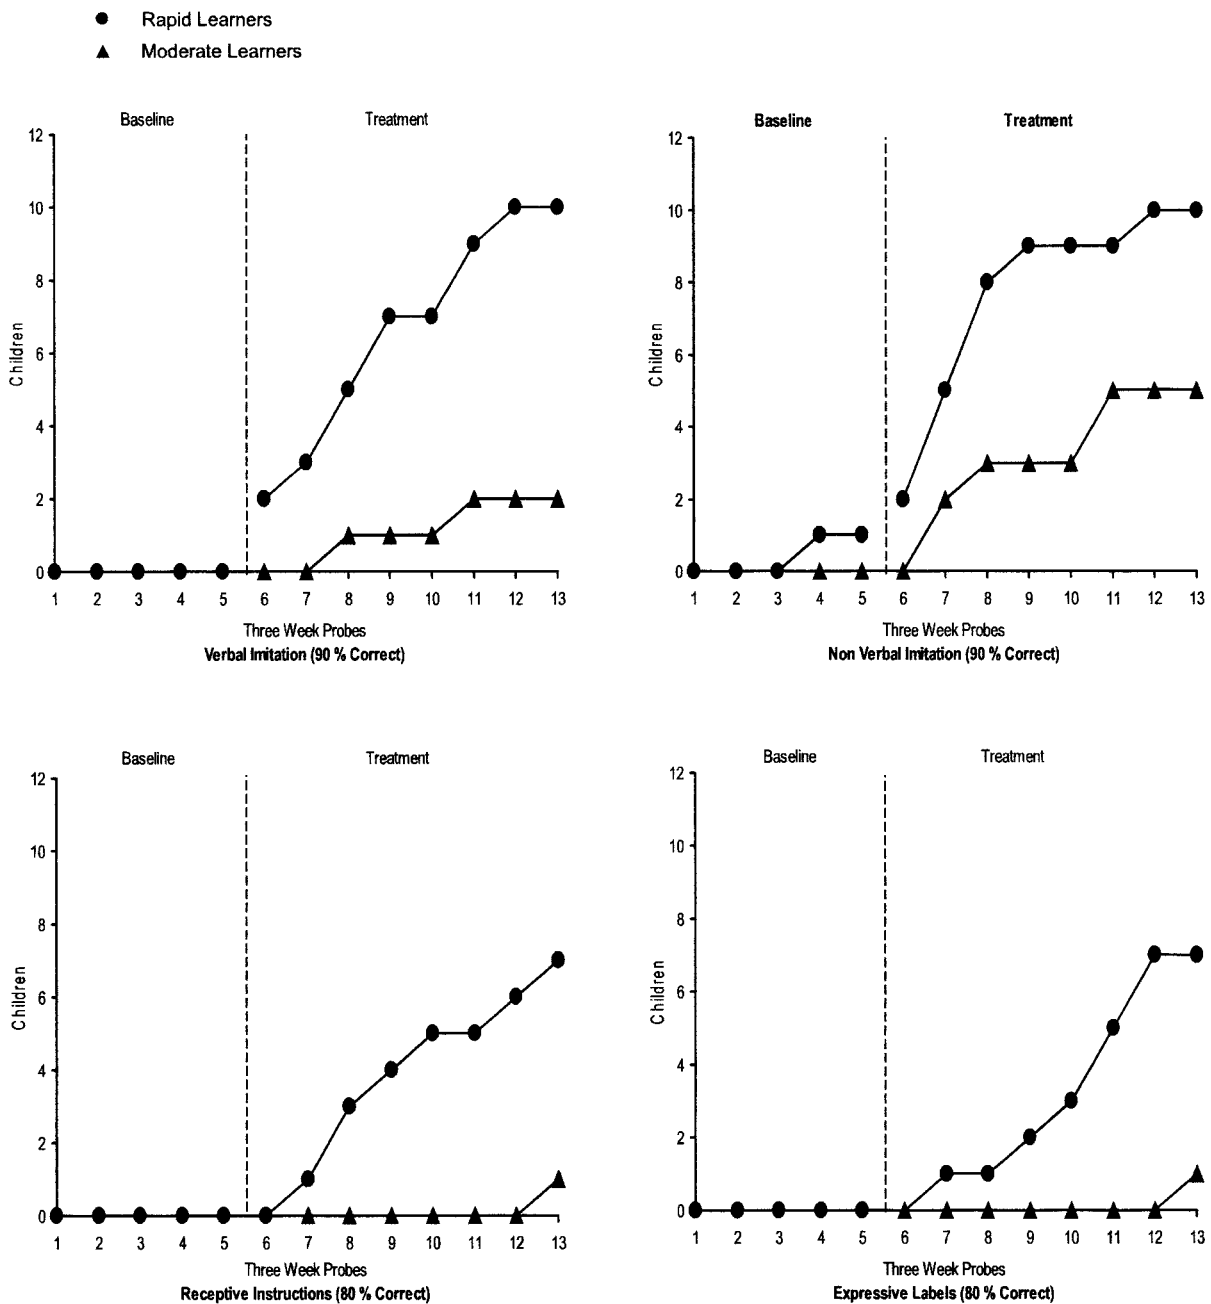 Rapid Learners
Moderate Learners
Baseline Treatment
12
10
8
6
4
2
0
Children
1 2 3 4 5 6 7 8 9 10 11 12 13
Three Week Probes
Verbal Imitation (90 % Correct)
Baseline Treatment
12
10
8
6
4
2
0
Children
1 2 3 4 5 6 7 8 9 10 11 12 13
Three Week Probes
Non Verbal Imitation (90 % Correct)
Baseline Treatment
12
10
8
6
4
2
0
Children
1 2 3 4 5 6 7 8 9 10 11 12 13
Three Week Probes
Receptive Instructions (80 % Correct)
Baseline Treatment
12
10
8
6
4
2
0
Children
1 2 3 4 5 6 7 8 9 10 11 12 13
Three Week Probes
Expressive Labels (80 % Correct)